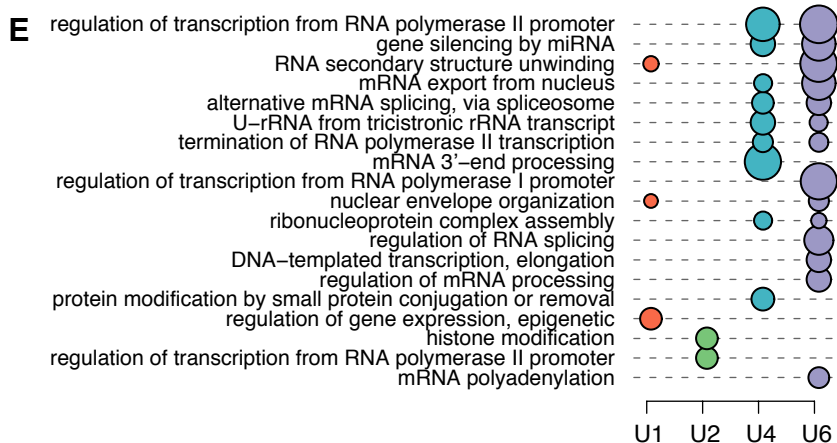 E
regulation of transcription from RNA polymerase II promoter
gene silencing by miRNA
RNA secondary structure unwinding
mRNA export from nucleus
alternative mRNA splicing, via spliceosome
U−rRNA from tricistronic rRNA transcript
termination of RNA polymerase II transcription
mRNA 3'−end processing
regulation of transcription from RNA polymerase I promoter
nuclear envelope organization
ribonucleoprotein complex assembly
regulation of RNA splicing
DNA−templated transcription, elongation
regulation of mRNA processing
protein modification by small protein conjugation or removal
regulation of gene expression, epigenetic
histone modification
regulation of transcription from RNA polymerase II promoter
mRNA polyadenylation
U1 U2 U4 U6